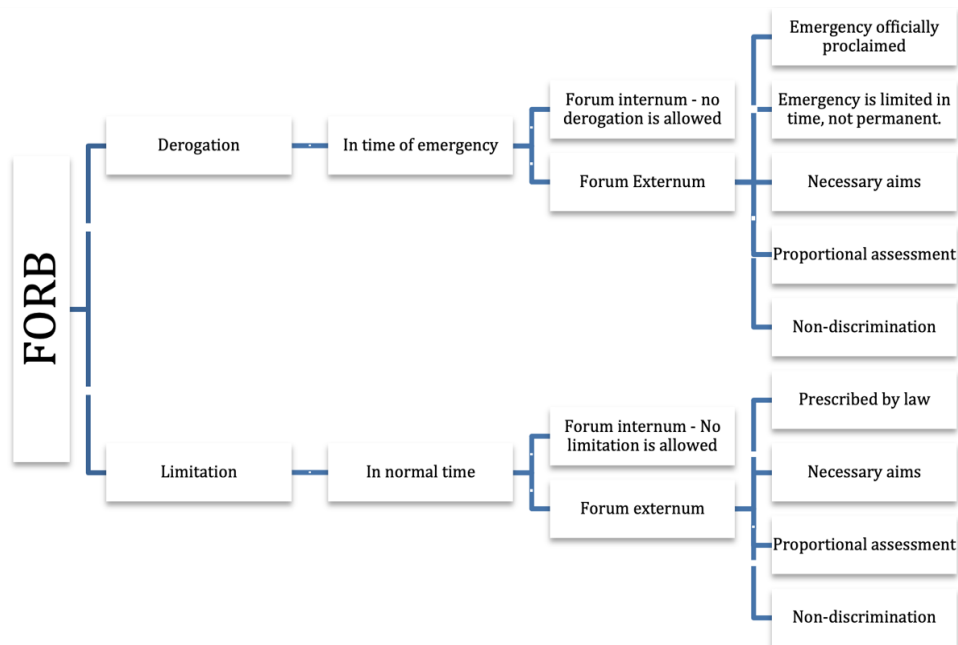 FORB
Derogation
In time of emergency
Forum internum - no
derogation is allowed
Forum Externum
Emergency officially
proclaimed
Emergency is limited in
time, not permanent.
Necessary aims
Proportional assessment
Non-discrimination
Limitation
In normal time
Forum internum - No
limitation is allowed
Forum externum
Prescribed by law
Necessary aims
Proportional assessment
Non-discrimination